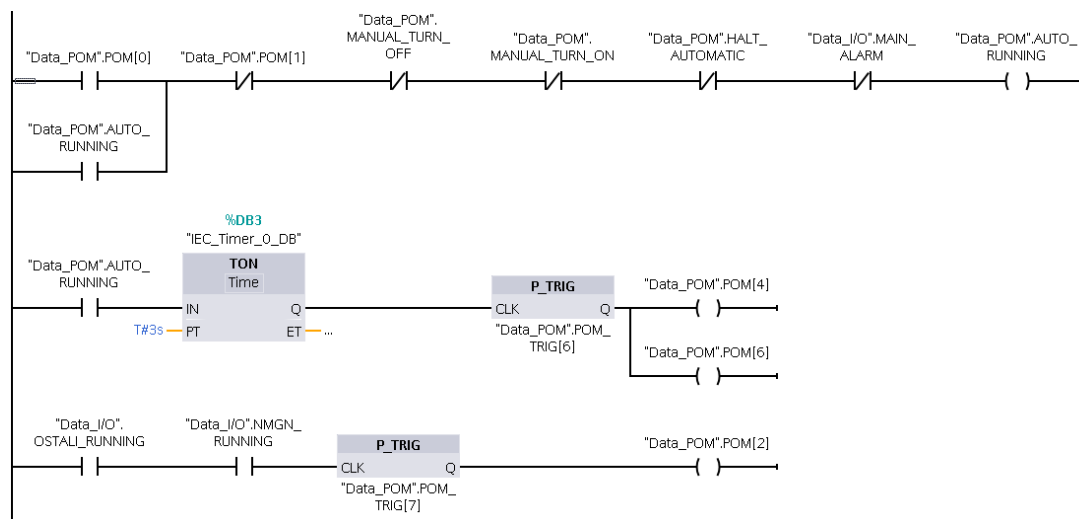 "Data_POM".POM[0]
"Data_POM".POM[1]
"Data_POM".
MANUAL_TURN_
OFF
"Data_POM".
MANUAL_TURN_ON
"Data_POM".HALT_
AUTOMATIC
"Data_I/O".MAIN_
ALARM
"Data_POM".AUTO_
RUNNING
"Data_POM".AUTO_
RUNNING
%DB3
"IEC_Timer_0_DB"
"Data_POM".AUTO_
RUNNING
TON
Time
IN Q
T#3s PT ET ...
P_TRIG
CLK Q
"Data_POM".POM_
TRIG[6]
"Data_POM".POM[4]
"Data_POM".POM[6]
"Data_I/O".
OSTALI_RUNNING
"Data_I/O".NMGN_
RUNNING
P_TRIG
CLK Q
"Data_POM".POM_
TRIG[7]
"Data_POM".POM[2]